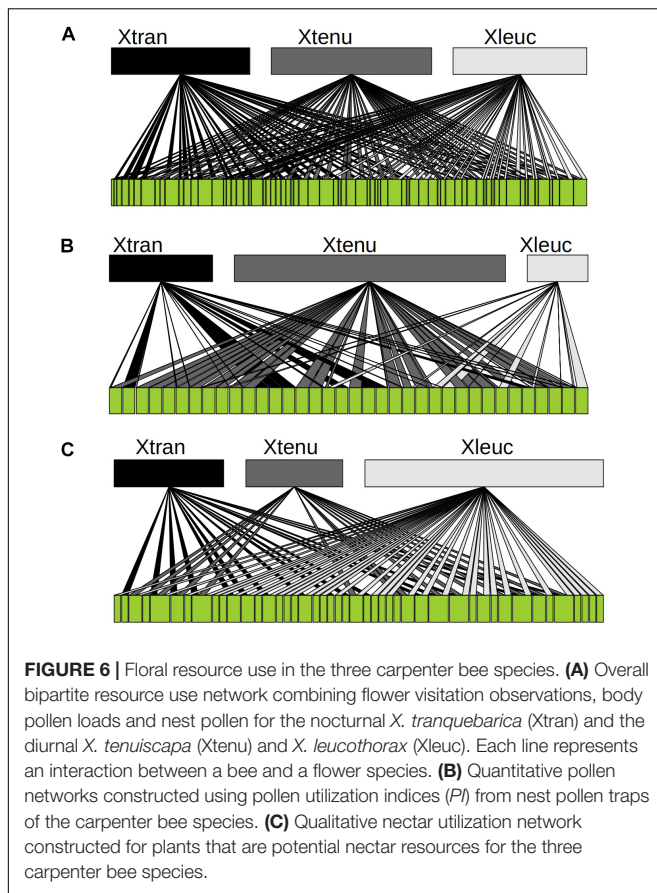 A
Xtran Xtenu Xleuc
B
Xtran Xtenu Xleuc
C
Xtran Xtenu Xleuc
FIGURE 6 | Floral resource use in the three carpenter bee species. (A) Overall
bipartite resource use network combining flower visitation observations, body
pollen loads and nest pollen for the nocturnal X. tranquebarica (Xtran) and the
diurnal X. tenuiscapa (Xtenu) and X. leucothorax (Xleuc). Each line represents
an interaction between a bee and a flower species. (B) Quantitative pollen
networks constructed using pollen utilization indices (PI) from nest pollen traps
of the carpenter bee species. (C) Qualitative nectar utilization network
constructed for plants that are potential nectar resources for the three
carpenter bee species.